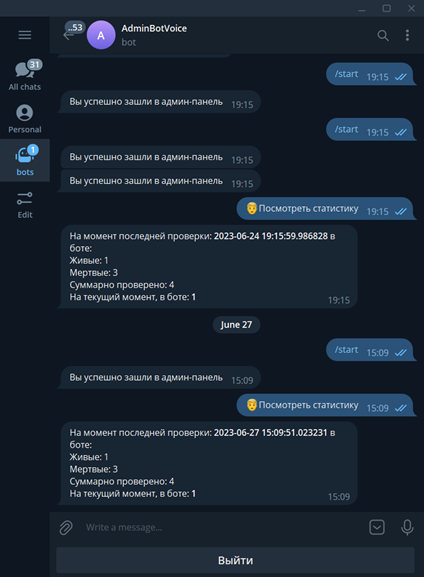 ..53
A
AdminBotVoice
bot
31
All chats
Personal
1
bots
Edit
/start 19:15
Вы успешно зашли в админ-панель 19:15
/start 19:15
Вы успешно зашли в админ-панель 19:15
Вы успешно зашли в админ-панель 19:15
Посмотреть статистику 19:15
На момент последней проверки: 2023-06-24 19:15:59.986828 в
боте:
Живые: 1
Мертвые: 3
Суммарно проверено: 4
На текущий момент, в боте: 1
19:15
June 27
/start 15:09
Вы успешно зашли в админ-панель 15:09
Посмотреть статистику 15:09
На момент последней проверки: 2023-06-27 15:09:51.023231 в
боте:
Живые: 1
Мертвые: 3
Суммарно проверено: 4
На текущий момент, в боте: 1
15:09
Write a message...
Выйти